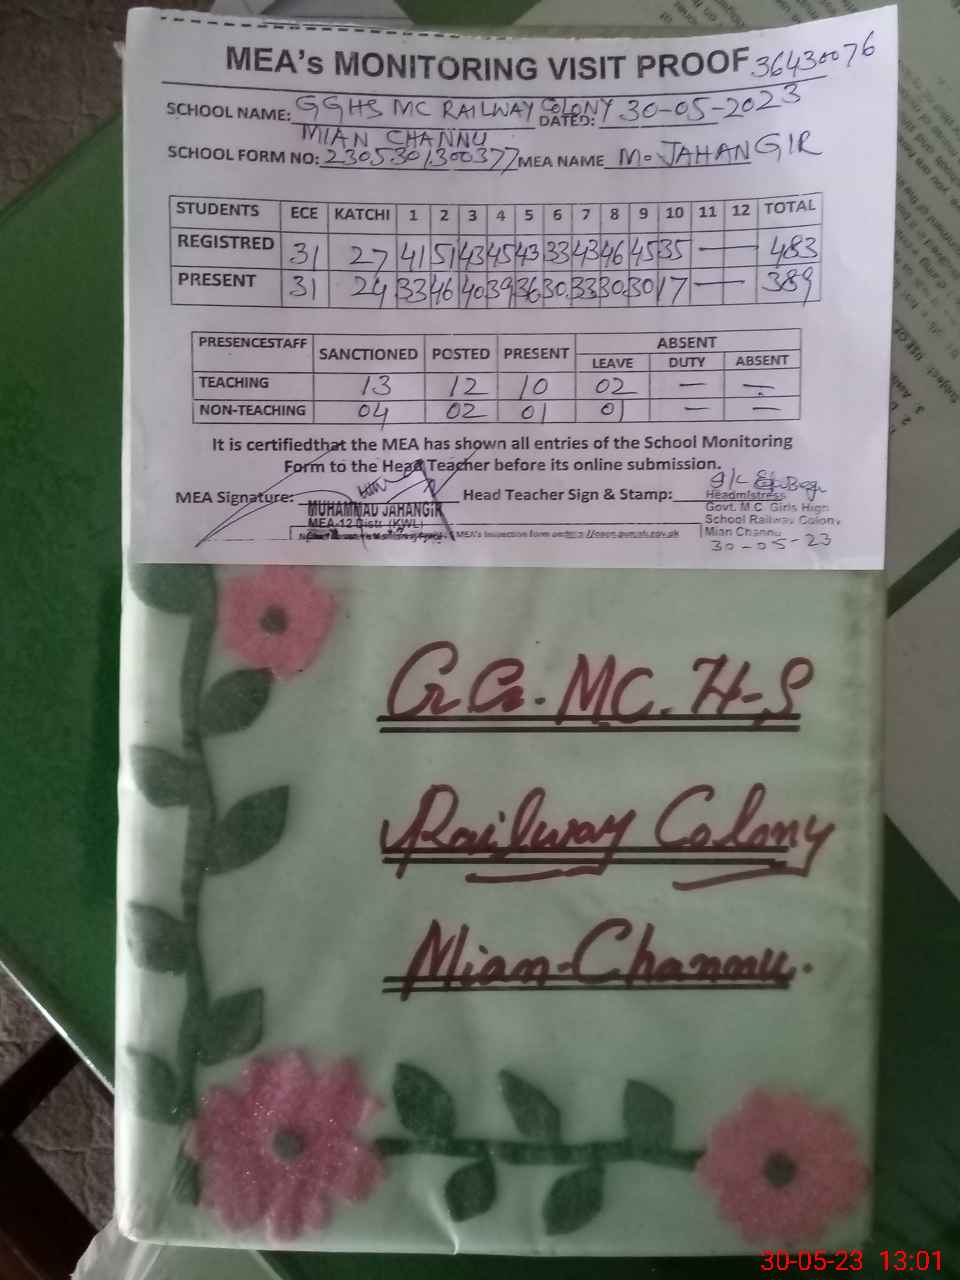 MEA's MONITORING VISIT PROOF 36430076
SCHOOL NAME: GGHS MC RAILWAY COLONY DATED: 30-05-2023
MIAN CHANNU
SCHOOL FORM NO: 2305301300377 MEA NAME M. JAHANGIR
STUDENTS ECE KATCHI 1 2 3 4 5 6 7 8 9 10 11 12 TOTAL
REGISTRED 31 27 41 51 43 45 43 33 43 46 45 35 — 483
PRESENT 31 24 33 46 40 39 36 30 33 30 30 17 — 389
PRESENCESTAFF SANCTIONED POSTED PRESENT ABSENT
LEAVE DUTY ABSENT
TEACHING 13 12 10 02 — —
NON-TEACHING 04 02 01 01 — —
It is certifiedthat the MEA has shown all entries of the School Monitoring
Form to the Head Teacher before its online submission.
MEA Signature: Head Teacher Sign & Stamp:
MUHAMMAD JAHANGIR
MEA-12 Distt (KWL)
Headmistress
Govt. M.C. Girls High
School Railway Colony
Mian Channu
30-05-23
MEA's Inspection form on
G G. MC. H-S
Railway Colony
Mian-Channu.
30-05-23 13:01